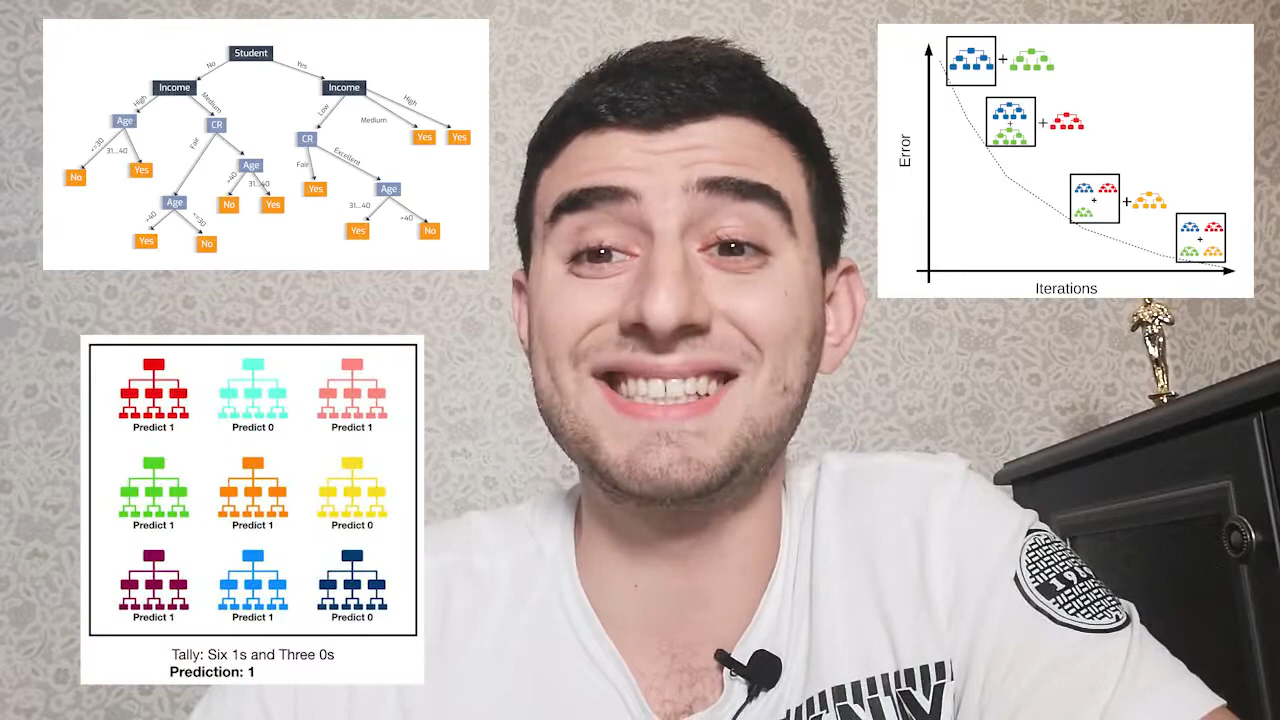 Student
No
Yes
Income
Income
High
Medium
Low
Medium
High
Age
CR
CR
Yes
Yes
<=30
31...40
Fair
Age
Fair
Excellent
No
Yes
>40
31...40
Yes
Age
Age
No
Yes
31...40
>40
>40
<=30
Yes
No
Yes
No
Error
+
+
+
+
+
+
Iterations
Predict 1
Predict 0
Predict 1
Predict 1
Predict 1
Predict 0
Predict 1
Predict 1
Predict 0
Tally: Six 1s and Three 0s
Prediction: 1